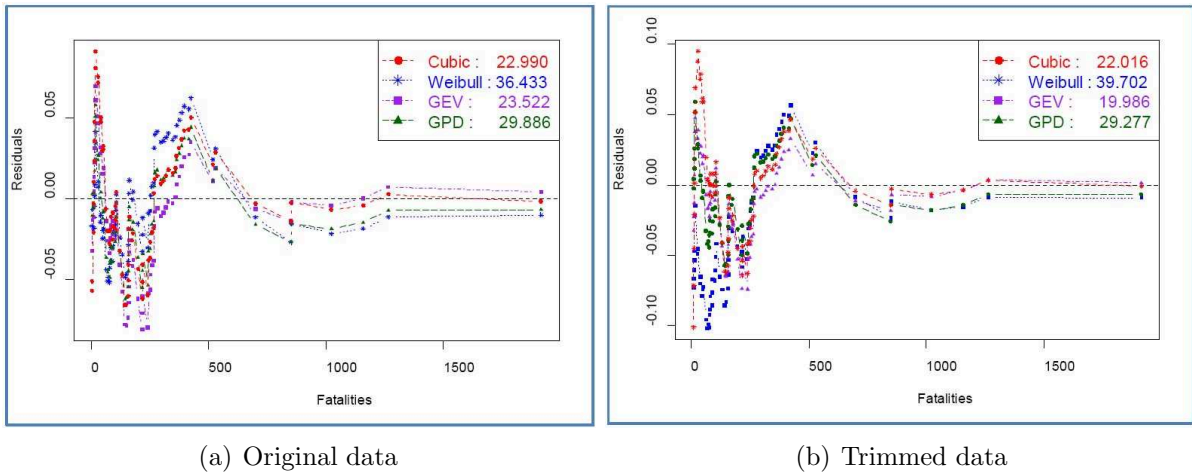 Residuals
0.05
0.00
-0.05
Cubic : 22.990
Weibull : 36.433
GEV : 23.522
GPD : 29.886
0
500
1000
1500
Fatalities
(a) Original data
Residuals
0.10
0.05
0.00
-0.05
-0.10
Cubic : 22.016
Weibull : 39.702
GEV : 19.986
GPD : 29.277
0
500
1000
1500
Fatalities
(b) Trimmed data